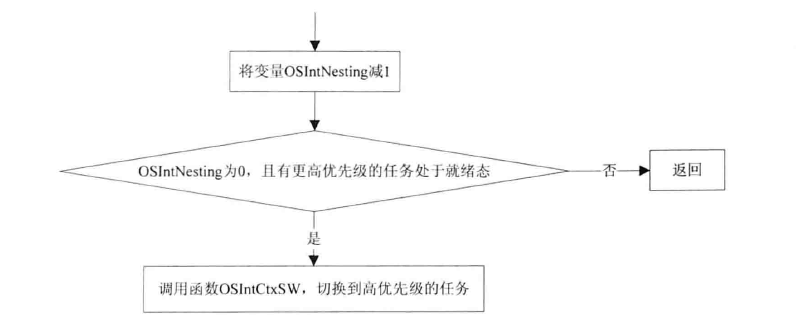 将变量OSIntNesting减1
OSIntNesting为0，且有更高优先级的任务处于就绪态
否
返回
是
调用函数OSIntCtxSW，切换到高优先级的任务